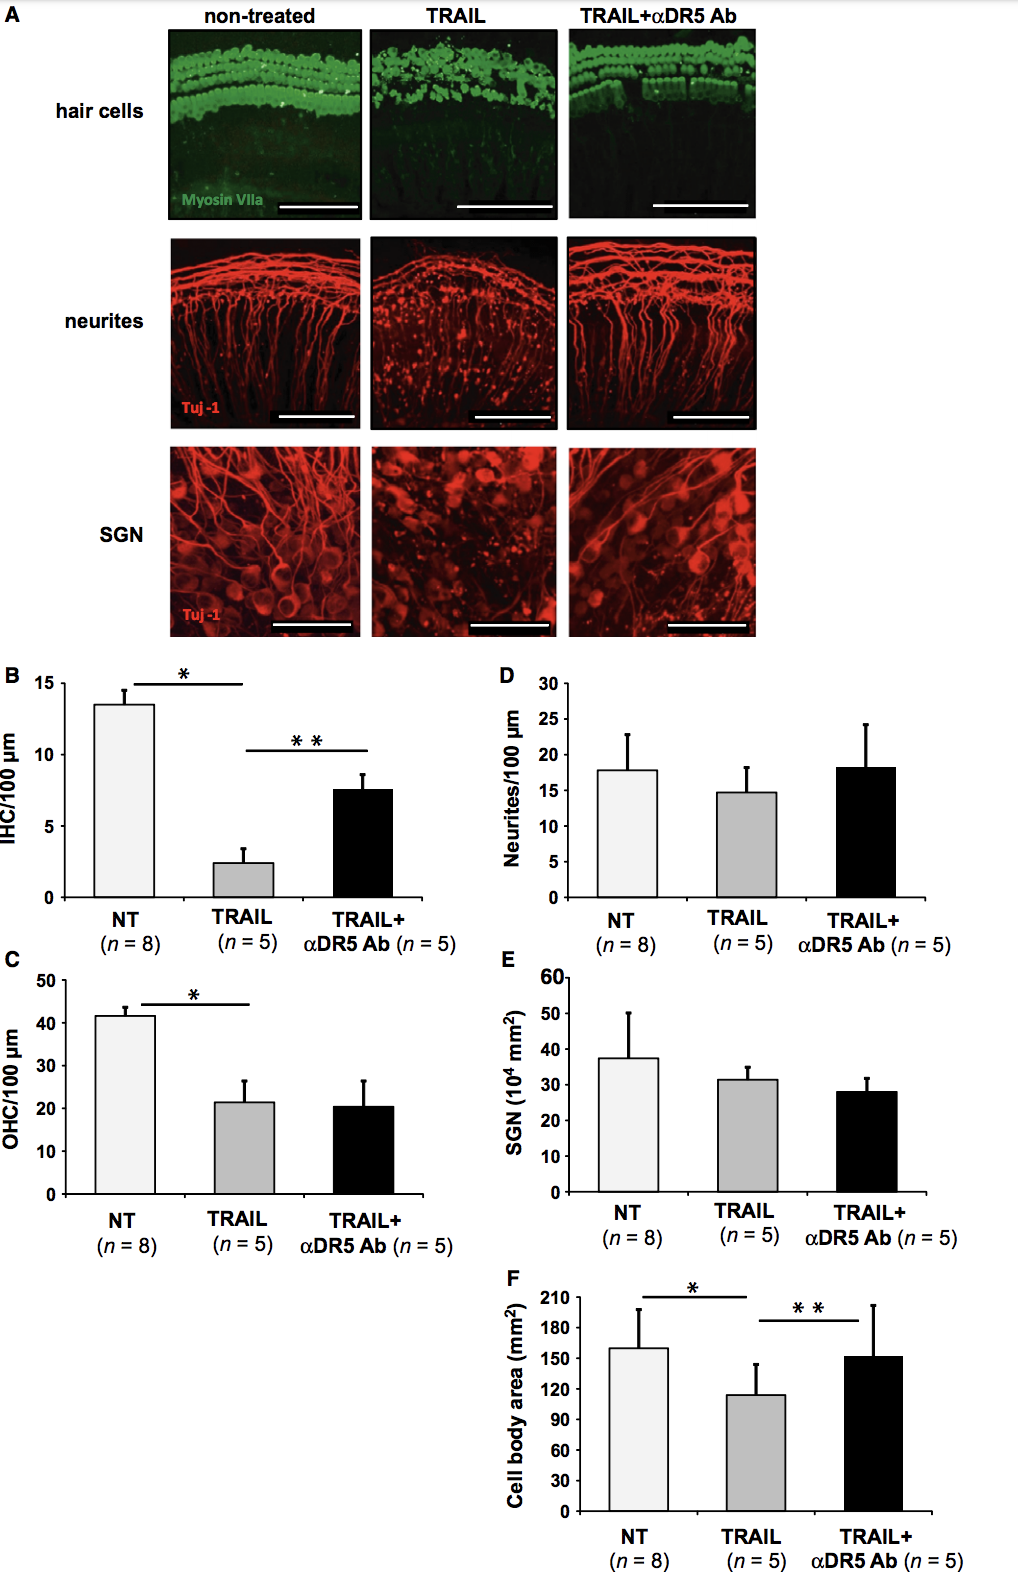 A
non-treated
TRAIL
TRAIL+αDR5 Ab
hair cells
Myosin VIIa
neurites
Tuj -1
SGN
Tuj -1
B
IHC/100 µm
15
10
5
0
*
* *
NT
(n = 8)
TRAIL
(n = 5)
TRAIL+
αDR5 Ab (n = 5)
D
Neurites/100 µm
30
25
20
15
10
5
0
NT
(n = 8)
TRAIL
(n = 5)
TRAIL+
αDR5 Ab (n = 5)
C
OHC/100 µm
50
40
30
20
10
0
*
NT
(n = 8)
TRAIL
(n = 5)
TRAIL+
αDR5 Ab (n = 5)
E
SGN (10⁴ mm²)
60
50
40
30
20
10
0
NT
(n = 8)
TRAIL
(n = 5)
TRAIL+
αDR5 Ab (n = 5)
F
Cell body area (mm²)
210
180
150
120
90
60
30
0
*
* *
NT
(n = 8)
TRAIL
(n = 5)
TRAIL+
αDR5 Ab (n = 5)